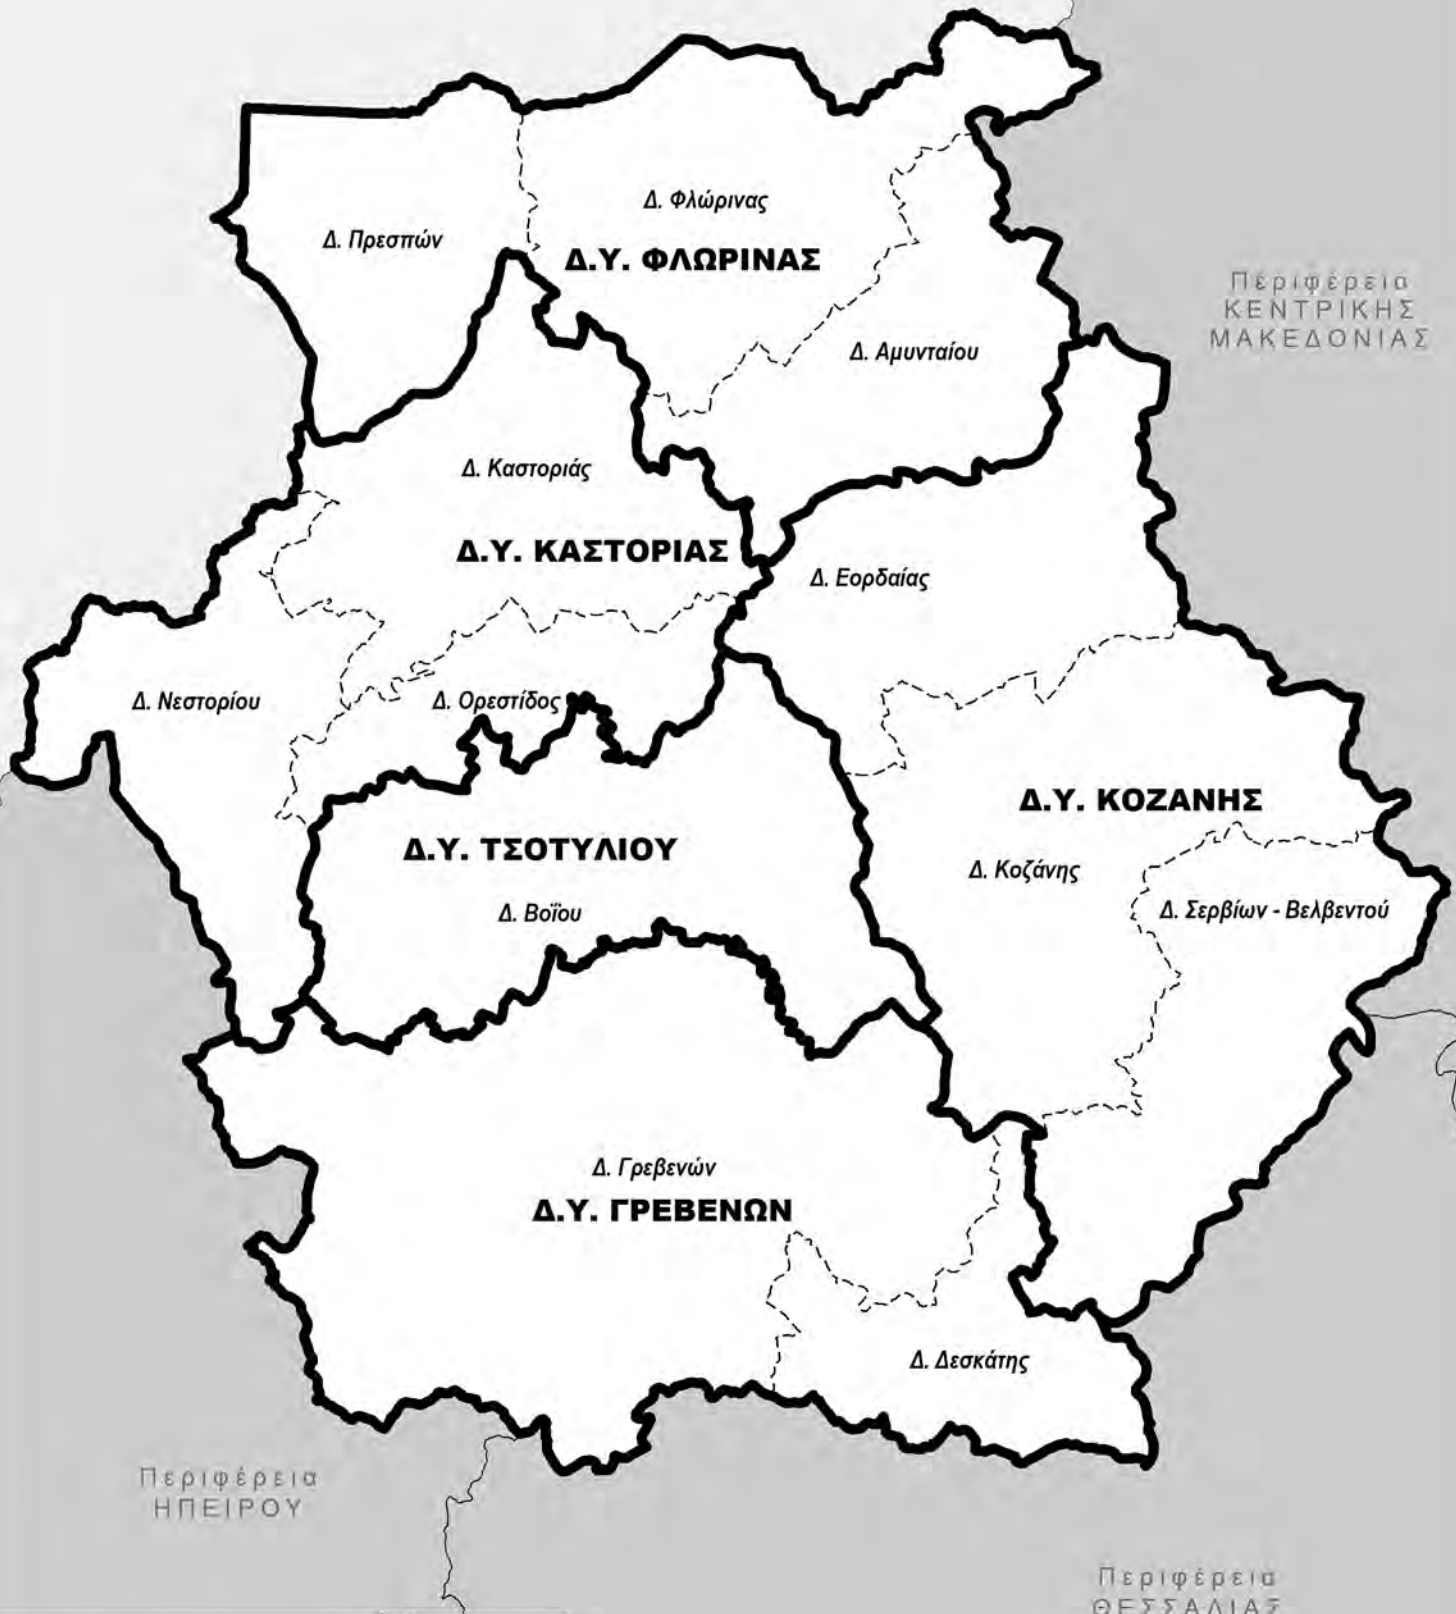 Δ. Φλώρινας
Δ. Πρεσπών
Δ.Υ. ΦΛΩΡΙΝΑΣ
Περιφέρεια
ΚΕΝΤΡΙΚΗΣ
ΜΑΚΕΔΟΝΙΑΣ
Δ. Αμυνταίου
Δ. Καστοριάς
Δ.Υ. ΚΑΣΤΟΡΙΑΣ
Δ. Εορδαίας
Δ. Νεστορίου
Δ. Ορεστίδος
Δ.Υ. ΚΟΖΑΝΗΣ
Δ.Υ. ΤΣΟΤΥΛΙΟΥ
Δ. Κοζάνης
Δ. Βοΐου
Δ. Σερβίων - Βελβεντού
Δ. Γρεβενών
Δ.Υ. ΓΡΕΒΕΝΩΝ
Δ. Δεσκάτης
Περιφέρεια
ΗΠΕΙΡΟΥ
Περιφέρεια
ΘΕΣΣΑΛΙΑΣ